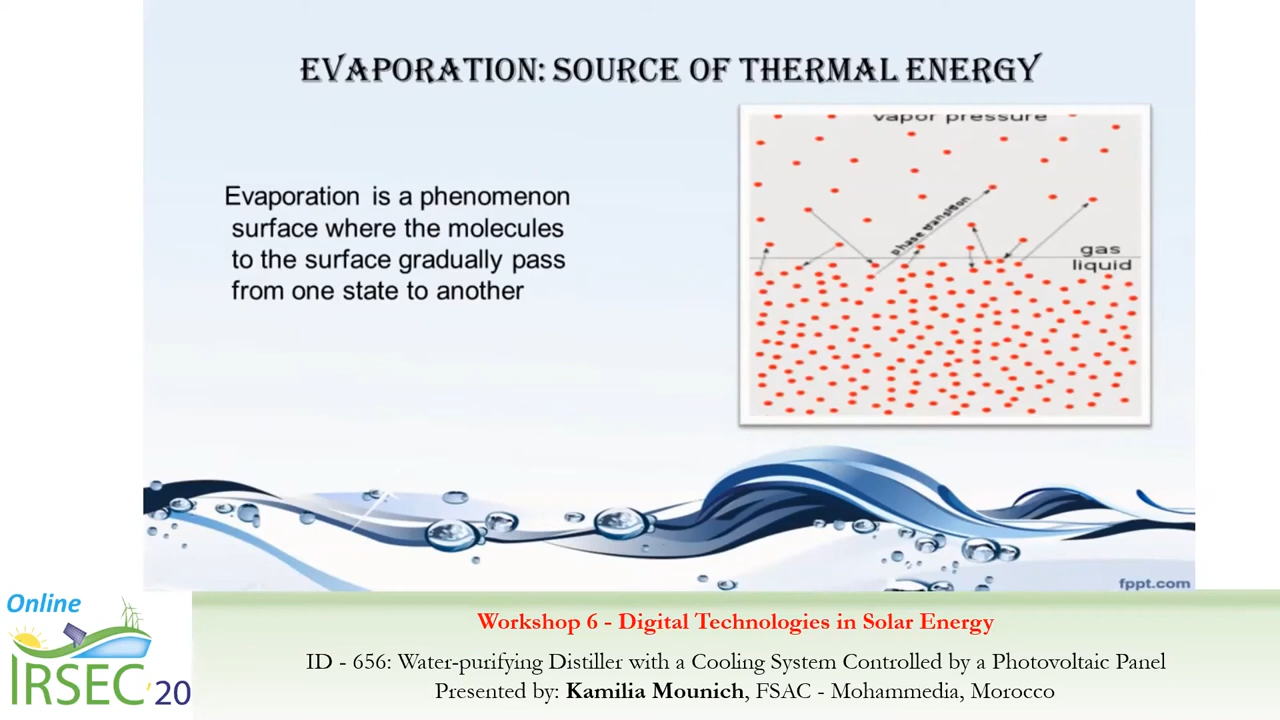 EVAPORATION: SOURCE OF THERMAL ENERGY
Evaporation is a phenomenon
surface where the molecules
to the surface gradually pass
from one state to another
vapor pressure
phase transition
gas
liquid
fppt.com
Online
IRSEC'20
Workshop 6 - Digital Technologies in Solar Energy
ID - 656: Water-purifying Distiller with a Cooling System Controlled by a Photovoltaic Panel
Presented by: Kamilia Mounich, FSAC - Mohammedia, Morocco